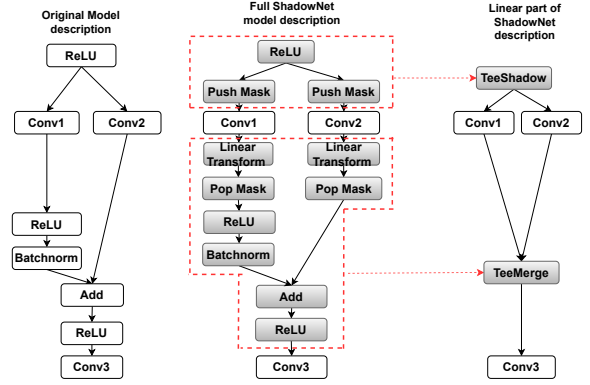 Original Model
description
ReLU
Conv1
Conv2
ReLU
Batchnorm
Add
ReLU
Conv3
Full ShadowNet
model description
ReLU
Push Mask
Push Mask
Conv1
Conv2
Linear
Transform
Linear
Transform
Pop Mask
Pop Mask
ReLU
Batchnorm
Add
ReLU
Conv3
Linear part of
ShadowNet
description
TeeShadow
Conv1
Conv2
TeeMerge
Conv3